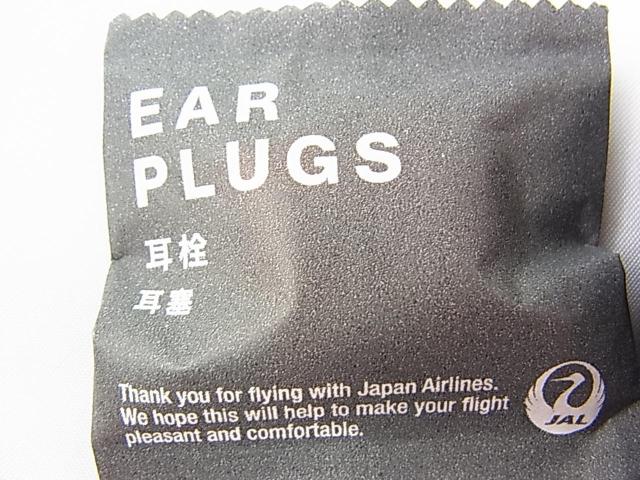 EAR
PLUGS
耳栓
耳塞
Thank you for flying with Japan Airlines.
We hope this will help to make your flight
pleasant and comfortable.
JAL